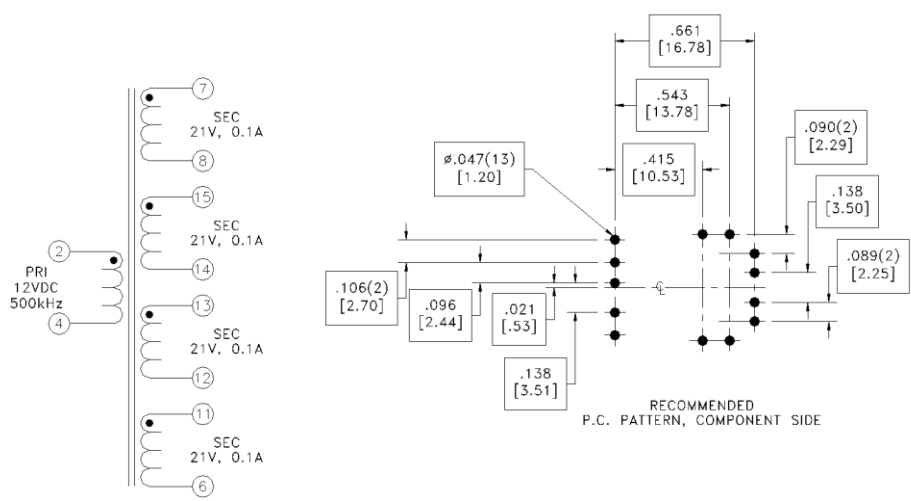 7
SEC
21V, 0.1A
8
15
SEC
21V, 0.1A
14
2
PRI
12VDC
500kHz
4
13
SEC
21V, 0.1A
12
11
SEC
21V, 0.1A
6
.661
[16.78]
.543
[13.78]
.415
[10.53]
ø.047(13)
[1.20]
.090(2)
[2.29]
.138
[3.50]
.089(2)
[2.25]
.106(2)
[2.70]
.096
[2.44]
.021
[.53]
.138
[3.51]
℄
RECOMMENDED
P.C. PATTERN, COMPONENT SIDE